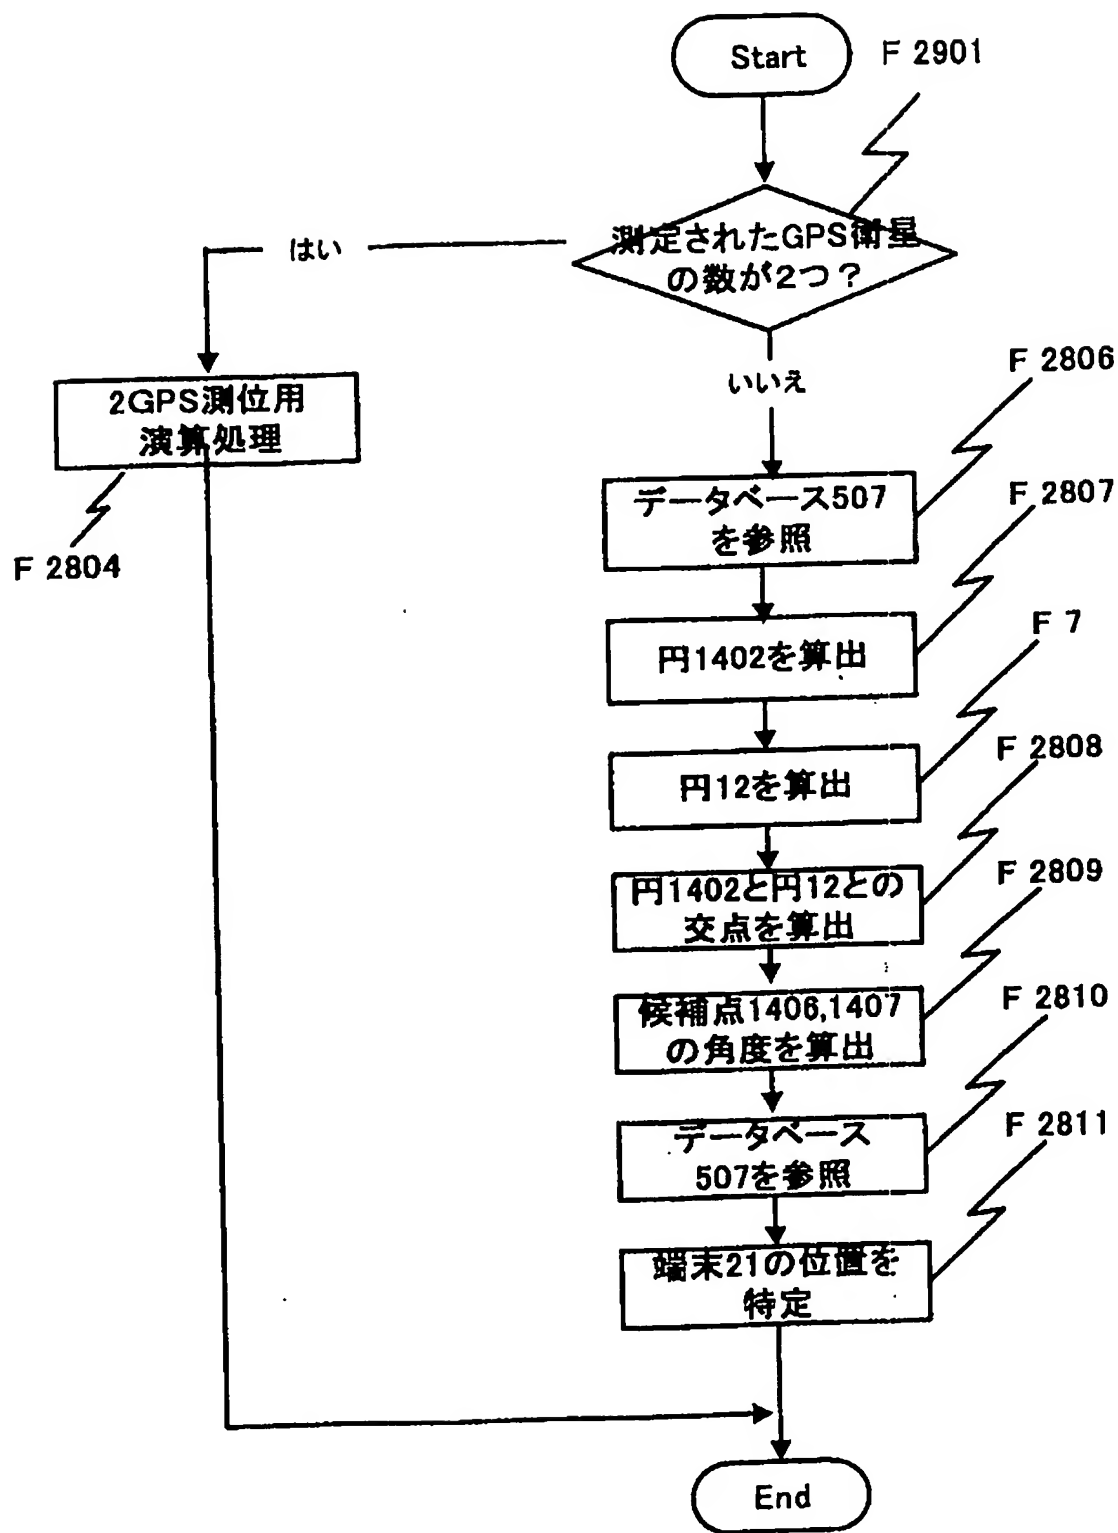 Start
F 2901
測定されたGPS衛星
の数が2つ?
はい
いいえ
2GPS測位用
演算処理
F 2804
F 2806
データベース507
を参照
F 2807
円1402を算出
F 7
円12を算出
F 2808
円1402と円12との
交点を算出
F 2809
候補点1406,1407
の角度を算出
F 2810
データベース
507を参照
F 2811
端末21の位置を
特定
End